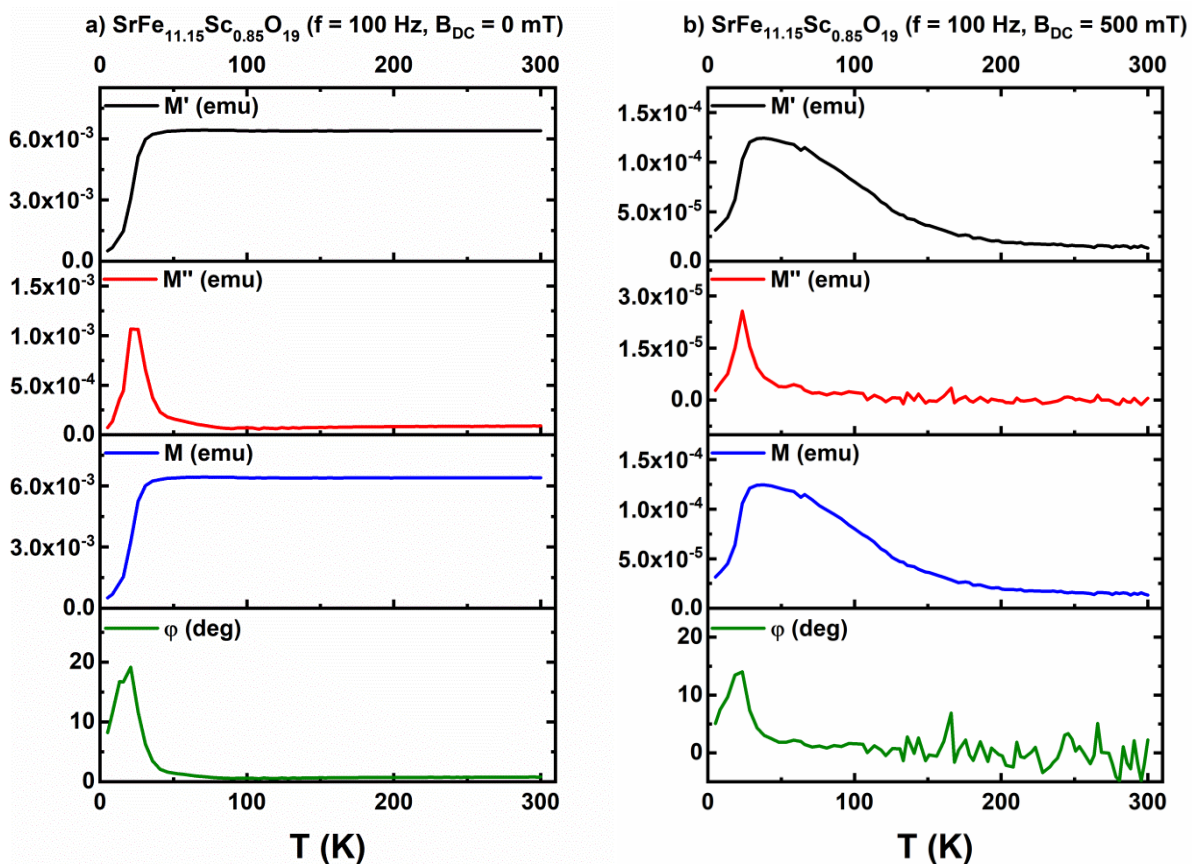 a) SrFe₁₁.₁₅Sc₀.₈₅O₁₉ (f = 100 Hz, B_DC = 0 mT)
0 100 200 300
M' (emu)
6.0x10⁻³
3.0x10⁻³
0.0
M'' (emu)
1.5x10⁻³
1.0x10⁻³
5.0x10⁻⁴
0.0
M (emu)
6.0x10⁻³
3.0x10⁻³
0.0
φ (deg)
20
10
0
0 100 200 300
T (K)
b) SrFe₁₁.₁₅Sc₀.₈₅O₁₉ (f = 100 Hz, B_DC = 500 mT)
0 100 200 300
M' (emu)
1.5x10⁻⁴
1.0x10⁻⁴
5.0x10⁻⁵
0.0
M'' (emu)
3.0x10⁻⁵
1.5x10⁻⁵
0.0
M (emu)
1.5x10⁻⁴
1.0x10⁻⁴
5.0x10⁻⁵
0.0
φ (deg)
20
10
0
0 100 200 300
T (K)